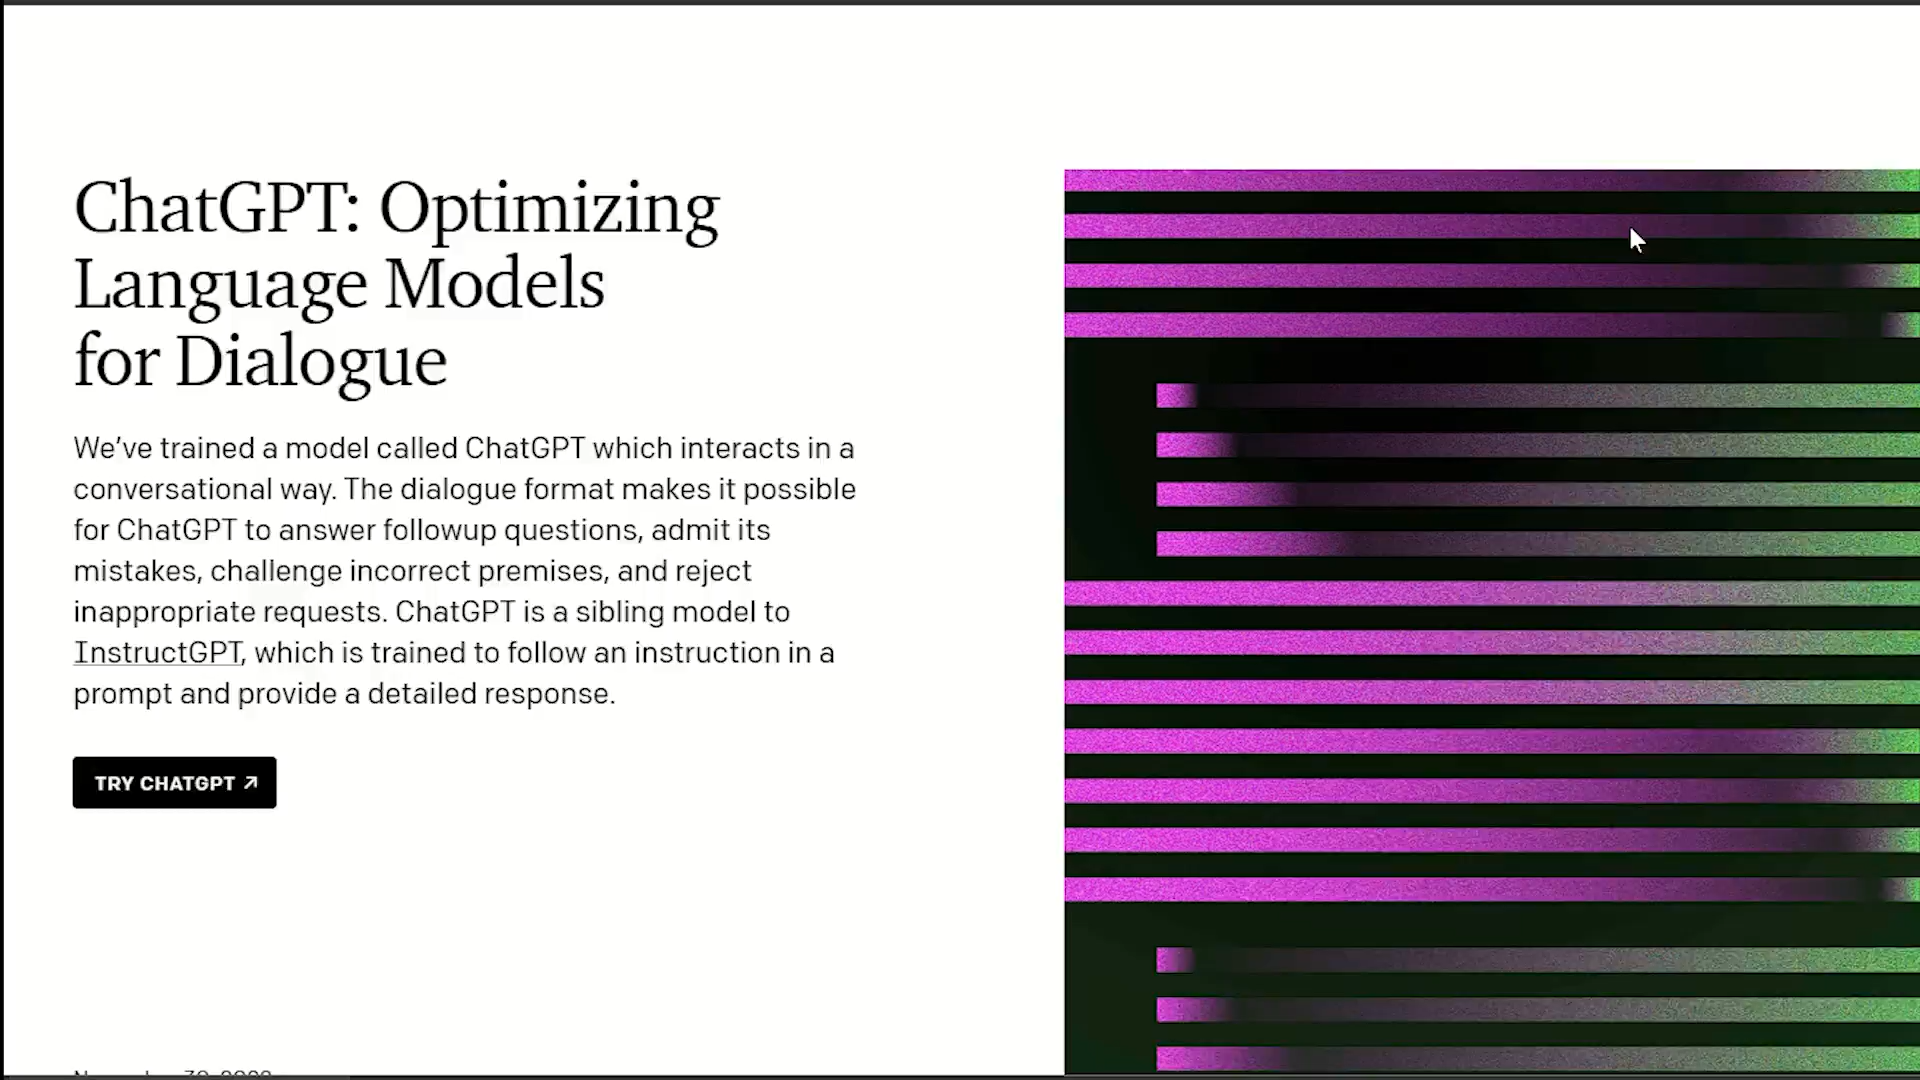 ChatGPT: Optimizing
Language Models
for Dialogue
We’ve trained a model called ChatGPT which interacts in a
conversational way. The dialogue format makes it possible
for ChatGPT to answer followup questions, admit its
mistakes, challenge incorrect premises, and reject
inappropriate requests. ChatGPT is a sibling model to
InstructGPT, which is trained to follow an instruction in a
prompt and provide a detailed response.
TRY CHATGPT ↗